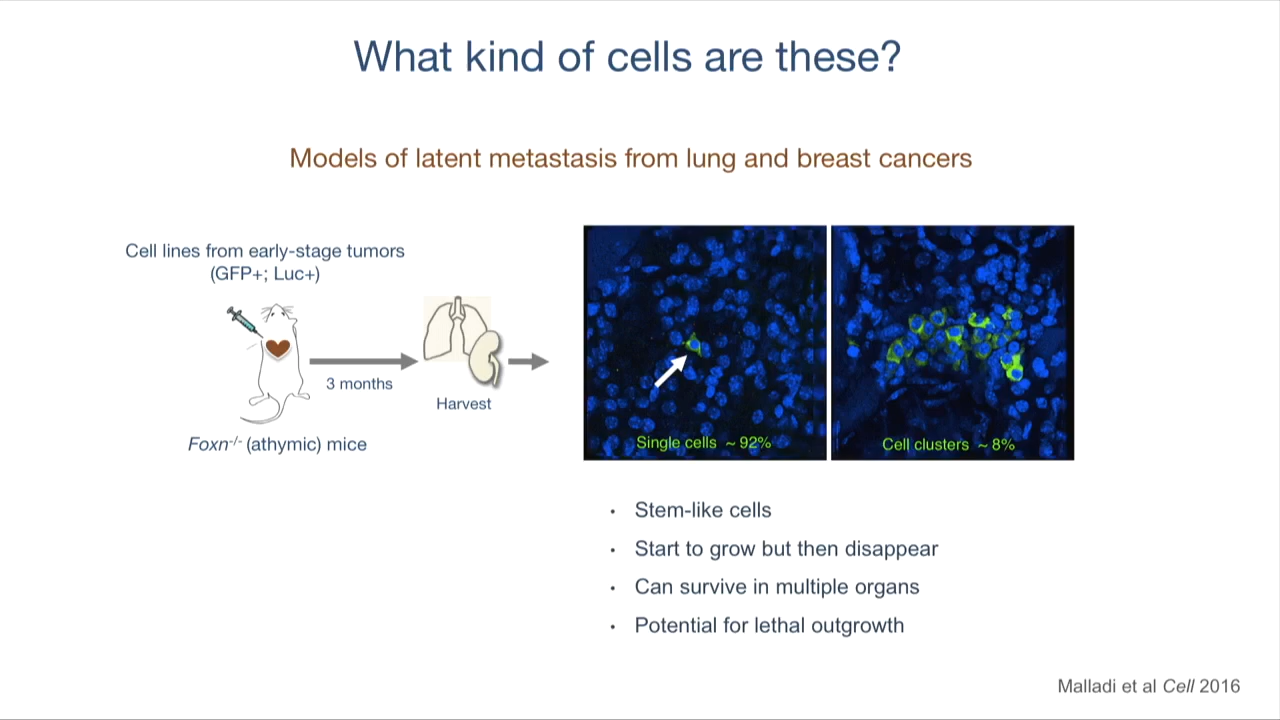 What kind of cells are these?
Models of latent metastasis from lung and breast cancers
Cell lines from early-stage tumors
(GFP+; Luc+)
3 months
Harvest
Foxn-/- (athymic) mice
Single cells ~ 92%
Cell clusters ~ 8%
• Stem-like cells
• Start to grow but then disappear
• Can survive in multiple organs
• Potential for lethal outgrowth
Malladi et al Cell 2016